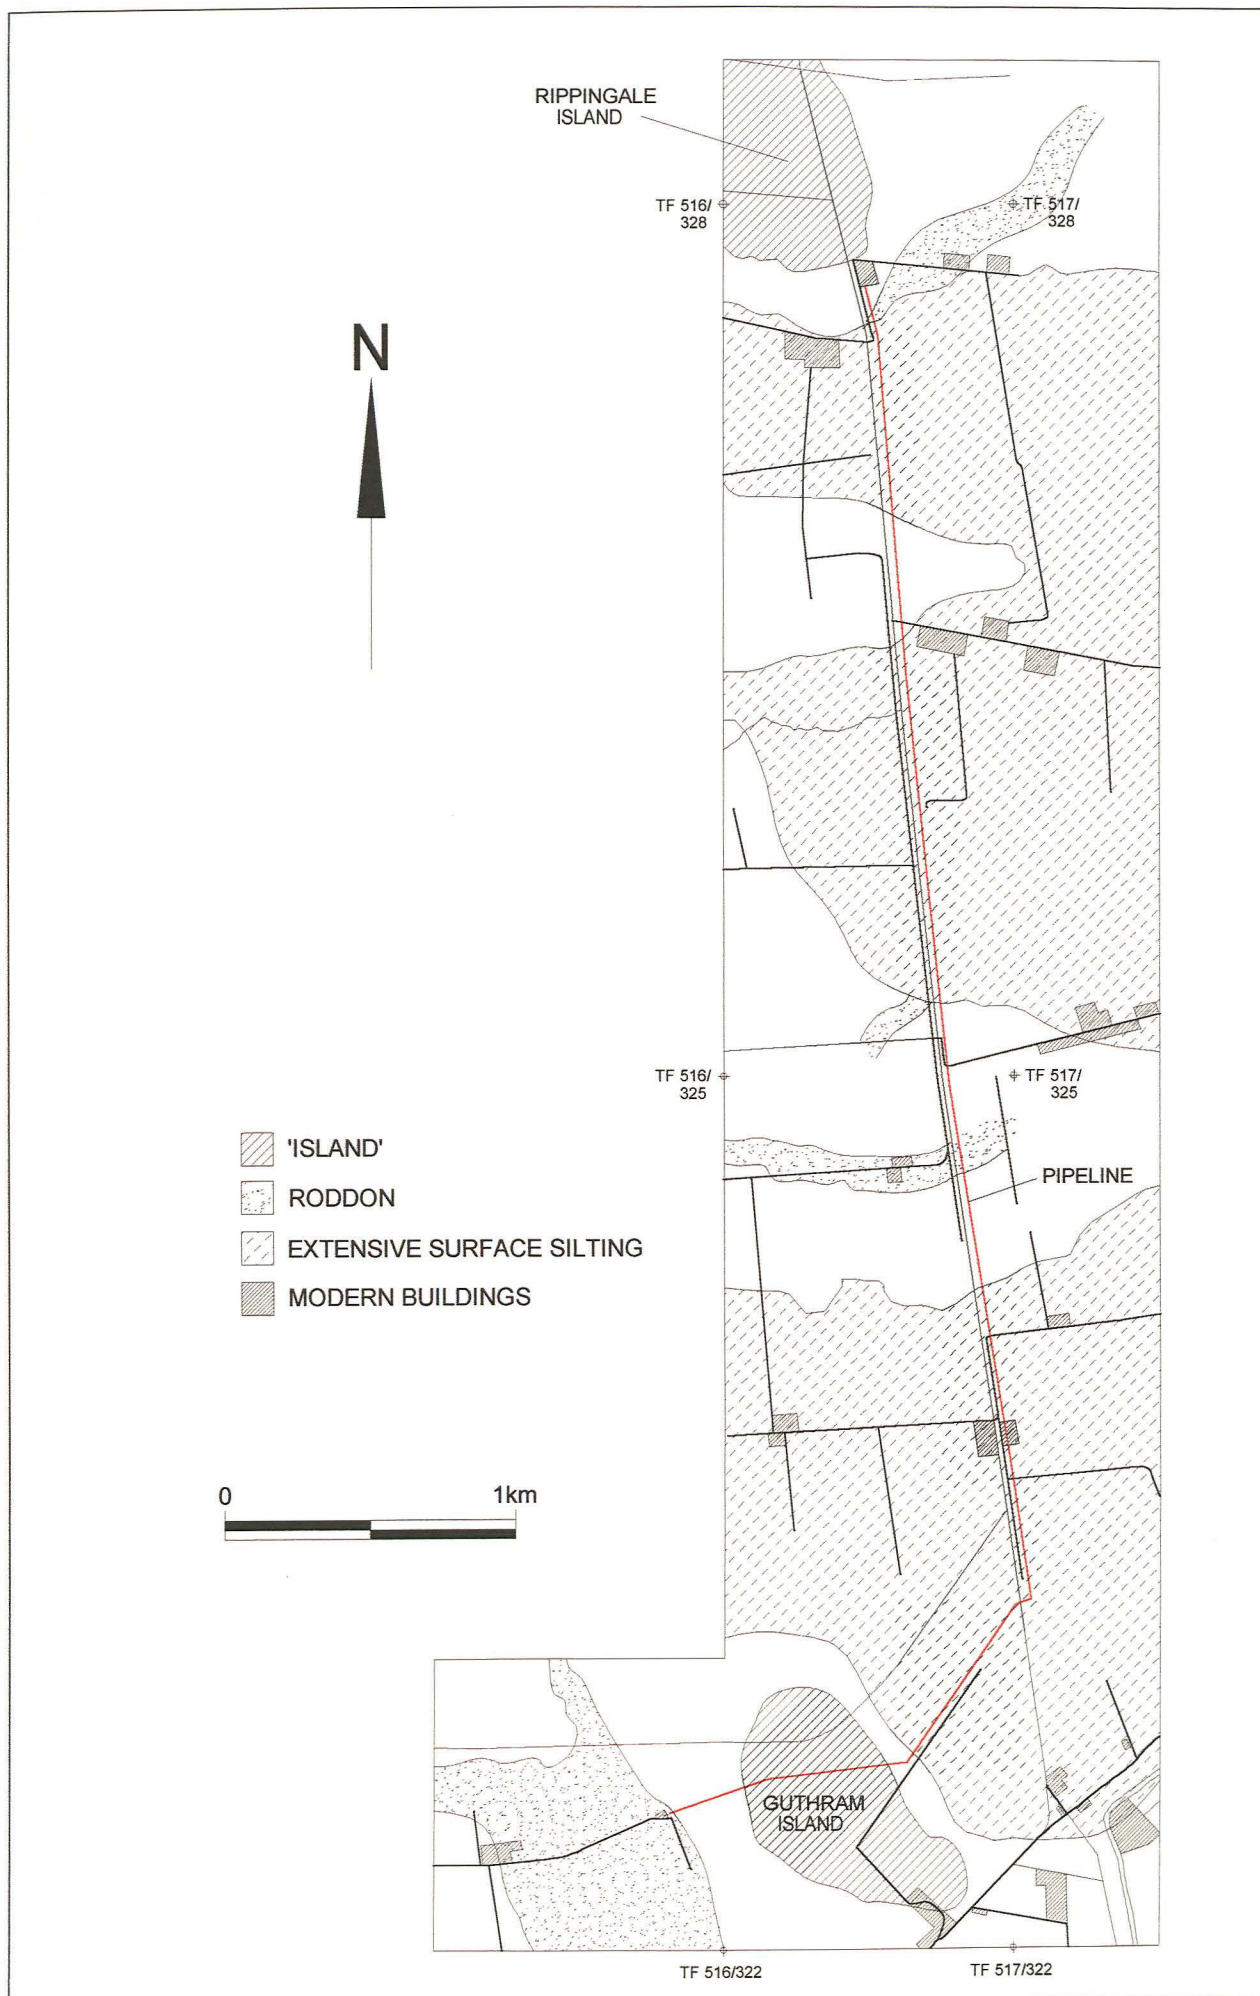 RIPPINGALE
ISLAND
TF 516/
328
TF 517/
328
N
TF 516/
325
TF 517/
325
'ISLAND'
RODDON
EXTENSIVE SURFACE SILTING
MODERN BUILDINGS
PIPELINE
0
1km
GUTHRAM
ISLAND
TF 516/322
TF 517/322